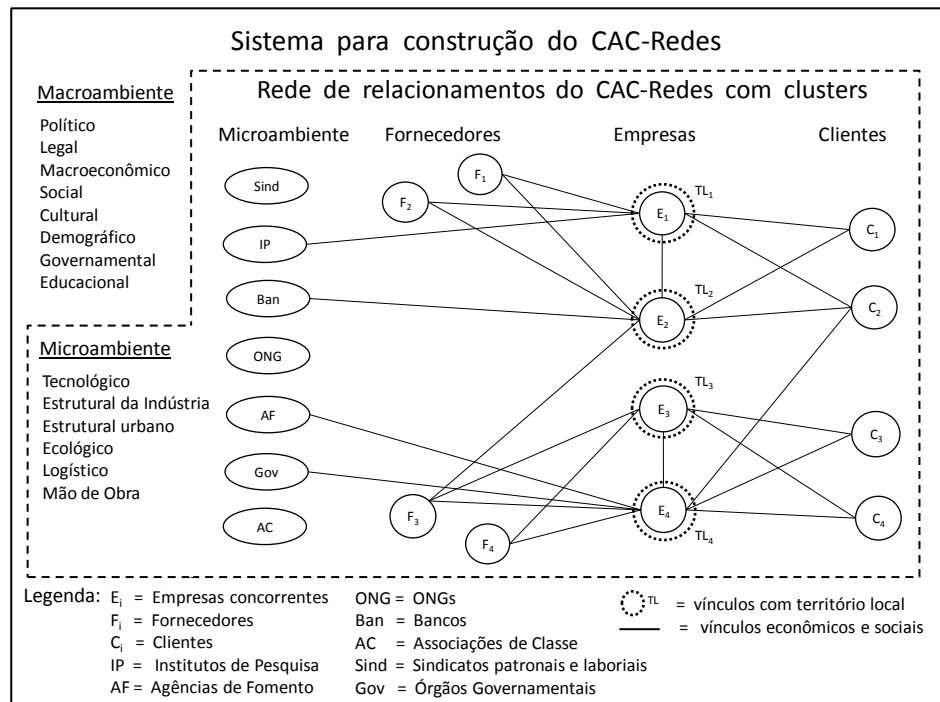 Sistema para construção do CAC-Redes
Macroambiente
Político
Legal
Macroeconômico
Social
Cultural
Demográfico
Governamental
Educacional
Microambiente
Tecnológico
Estrutural da Indústria
Estrutural urbano
Ecológico
Logístico
Mão de Obra
Rede de relacionamentos do CAC-Redes com clusters
Microambiente Fornecedores Empresas Clientes
Sind
IP
Ban
ONG
AF
Gov
AC
F1
F2
F3
F4
TL1
E1
TL2
E2
TL3
E3
E4
TL4
C1
C2
C3
C4
Legenda:
Ei = Empresas concorrentes
Fi = Fornecedores
Ci = Clientes
IP = Institutos de Pesquisa
AF = Agências de Fomento
ONG = ONGs
Ban = Bancos
AC = Associações de Classe
Sind = Sindicatos patronais e laboriais
Gov = Órgãos Governamentais
TL = vínculos com território local
= vínculos econômicos e sociais